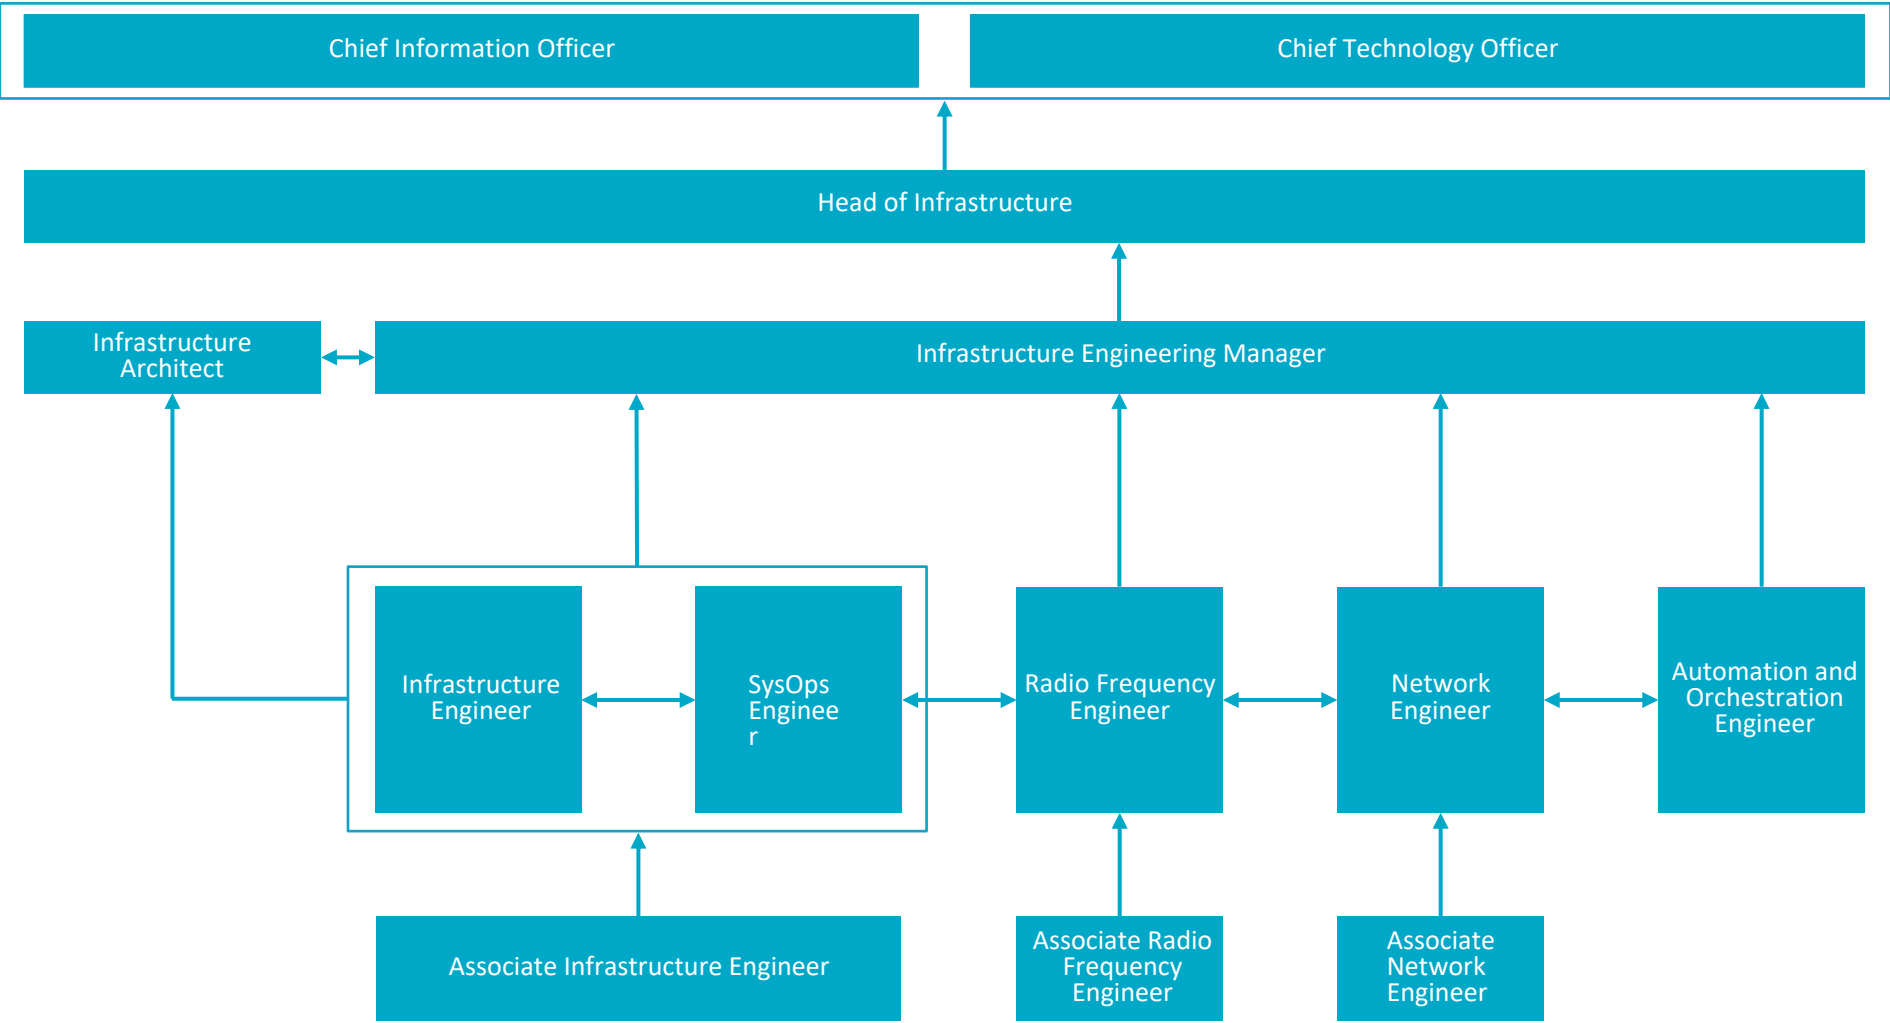 Chief Information Officer
Chief Technology Officer
Head of Infrastructure
Infrastructure
Architect
Infrastructure Engineering Manager
Infrastructure
Engineer
SysOps
Enginee
r
Radio Frequency
Engineer
Network
Engineer
Automation and
Orchestration
Engineer
Associate Infrastructure Engineer
Associate Radio
Frequency
Engineer
Associate
Network
Engineer